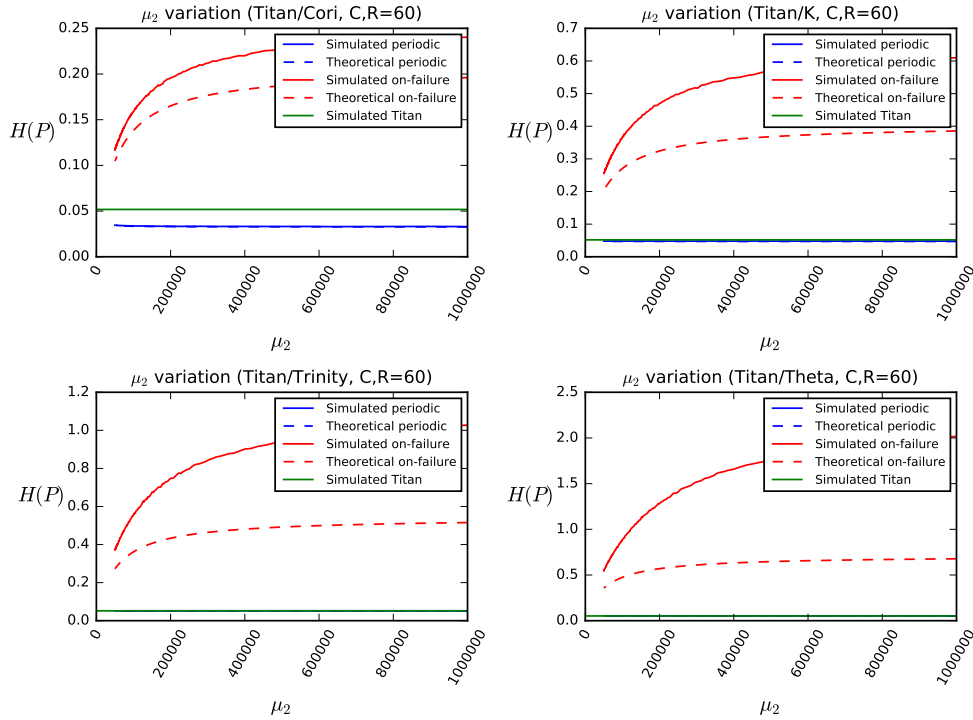 μ₂ variation (Titan/Cori, C,R=60)
0.25
0.20
0.15
0.10
0.05
0.00
H(P)
Simulated periodic
Theoretical periodic
Simulated on-failure
Theoretical on-failure
Simulated Titan
0
200000
400000
600000
800000
1000000
μ₂
μ₂ variation (Titan/K, C,R=60)
0.7
0.6
0.5
0.4
0.3
0.2
0.1
0.0
H(P)
Simulated periodic
Theoretical periodic
Simulated on-failure
Theoretical on-failure
Simulated Titan
0
200000
400000
600000
800000
1000000
μ₂
μ₂ variation (Titan/Trinity, C,R=60)
1.2
1.0
0.8
0.6
0.4
0.2
0.0
H(P)
Simulated periodic
Theoretical periodic
Simulated on-failure
Theoretical on-failure
Simulated Titan
0
200000
400000
600000
800000
1000000
μ₂
μ₂ variation (Titan/Theta, C,R=60)
2.5
2.0
1.5
1.0
0.5
0.0
H(P)
Simulated periodic
Theoretical periodic
Simulated on-failure
Theoretical on-failure
Simulated Titan
0
200000
400000
600000
800000
1000000
μ₂